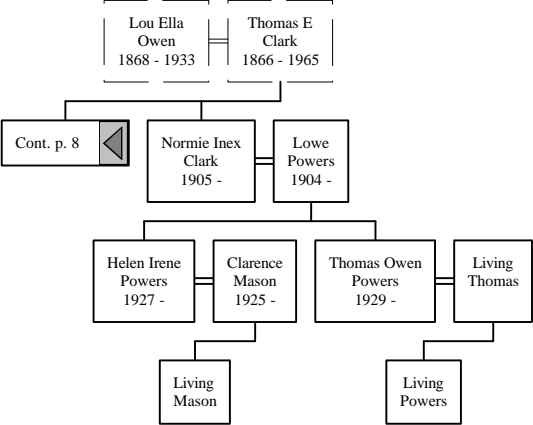 Lou Ella
Owen
1868 - 1933
Thomas E
Clark
1866 - 1965
Cont. p. 8
Normie Inex
Clark
1905 -
Lowe
Powers
1904 -
Helen Irene
Powers
1927 -
Clarence
Mason
1925 -
Thomas Owen
Powers
1929 -
Living
Thomas
Living
Mason
Living
Powers